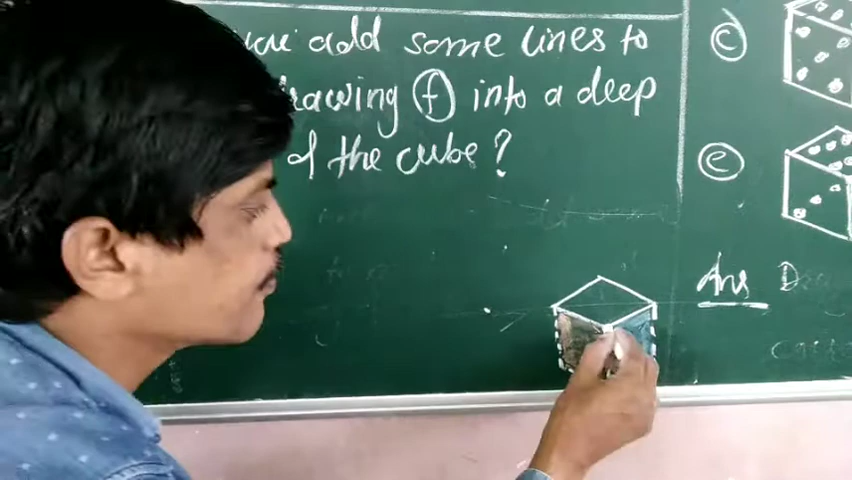 add some lines to
drawing f into a deep
of the cube ?
c
e
Ans